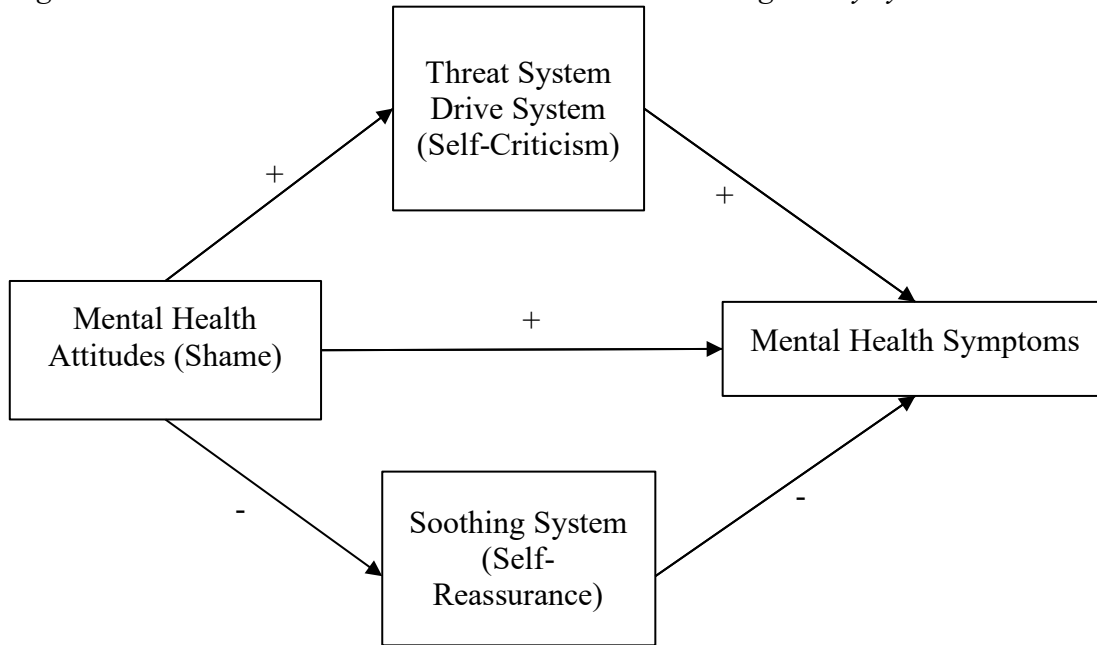 Threat System
Drive System
(Self-Criticism)
+
+
Mental Health
Attitudes (Shame)
+
Mental Health Symptoms
-
-
Soothing System
(Self-
Reassurance)